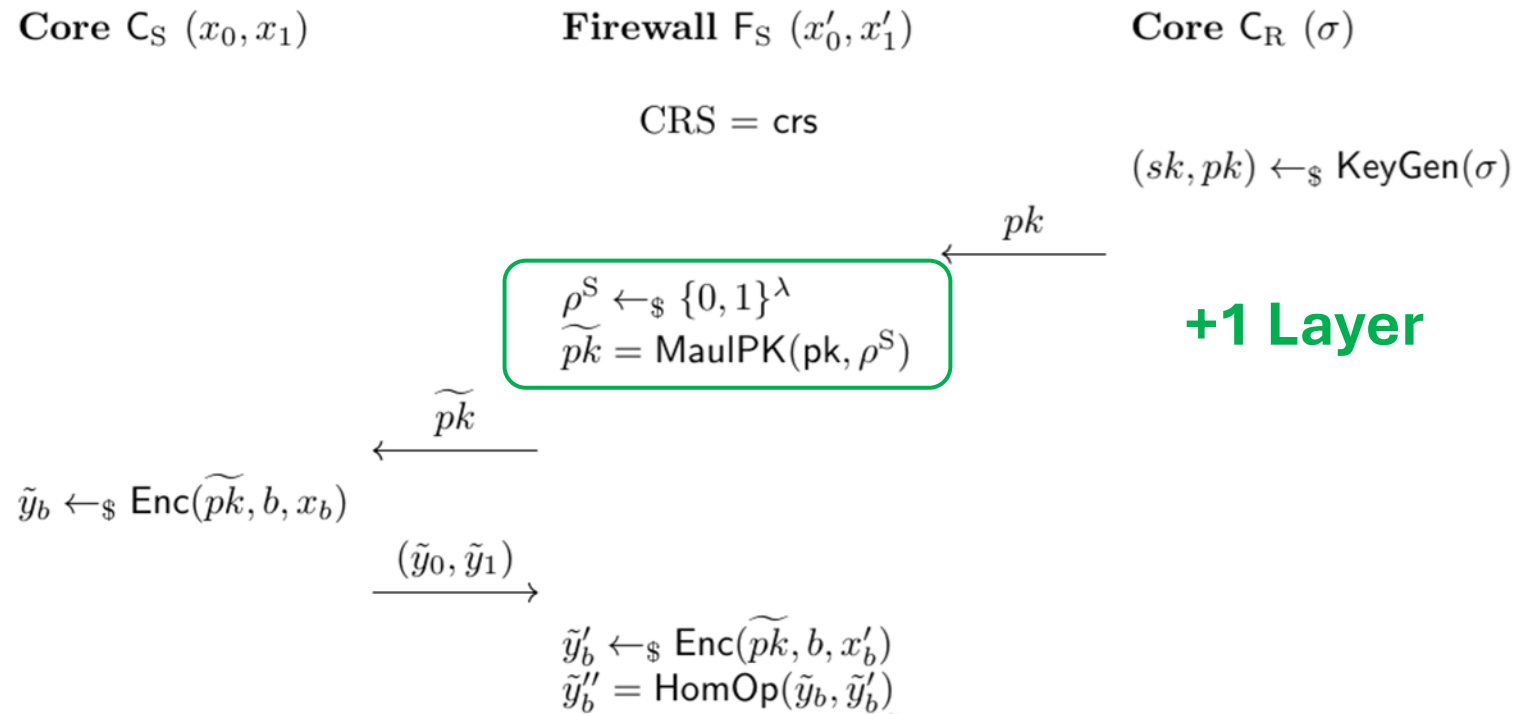 Core C_S (x_0, x_1)
Firewall F_S (x'_0, x'_1)
Core C_R (σ)
CRS = crs
(sk, pk) ←_$ KeyGen(σ)
pk
ρ^S ←_$ {0, 1}^λ
p̃k̃ = MaulPK(pk, ρ^S)
+1 Layer
p̃k̃
ỹ_b ←_$ Enc(p̃k̃, b, x_b)
(ỹ_0, ỹ_1)
ỹ'_b ←_$ Enc(p̃k̃, b, x'_b)
ỹ''_b = HomOp(ỹ_b, ỹ'_b)